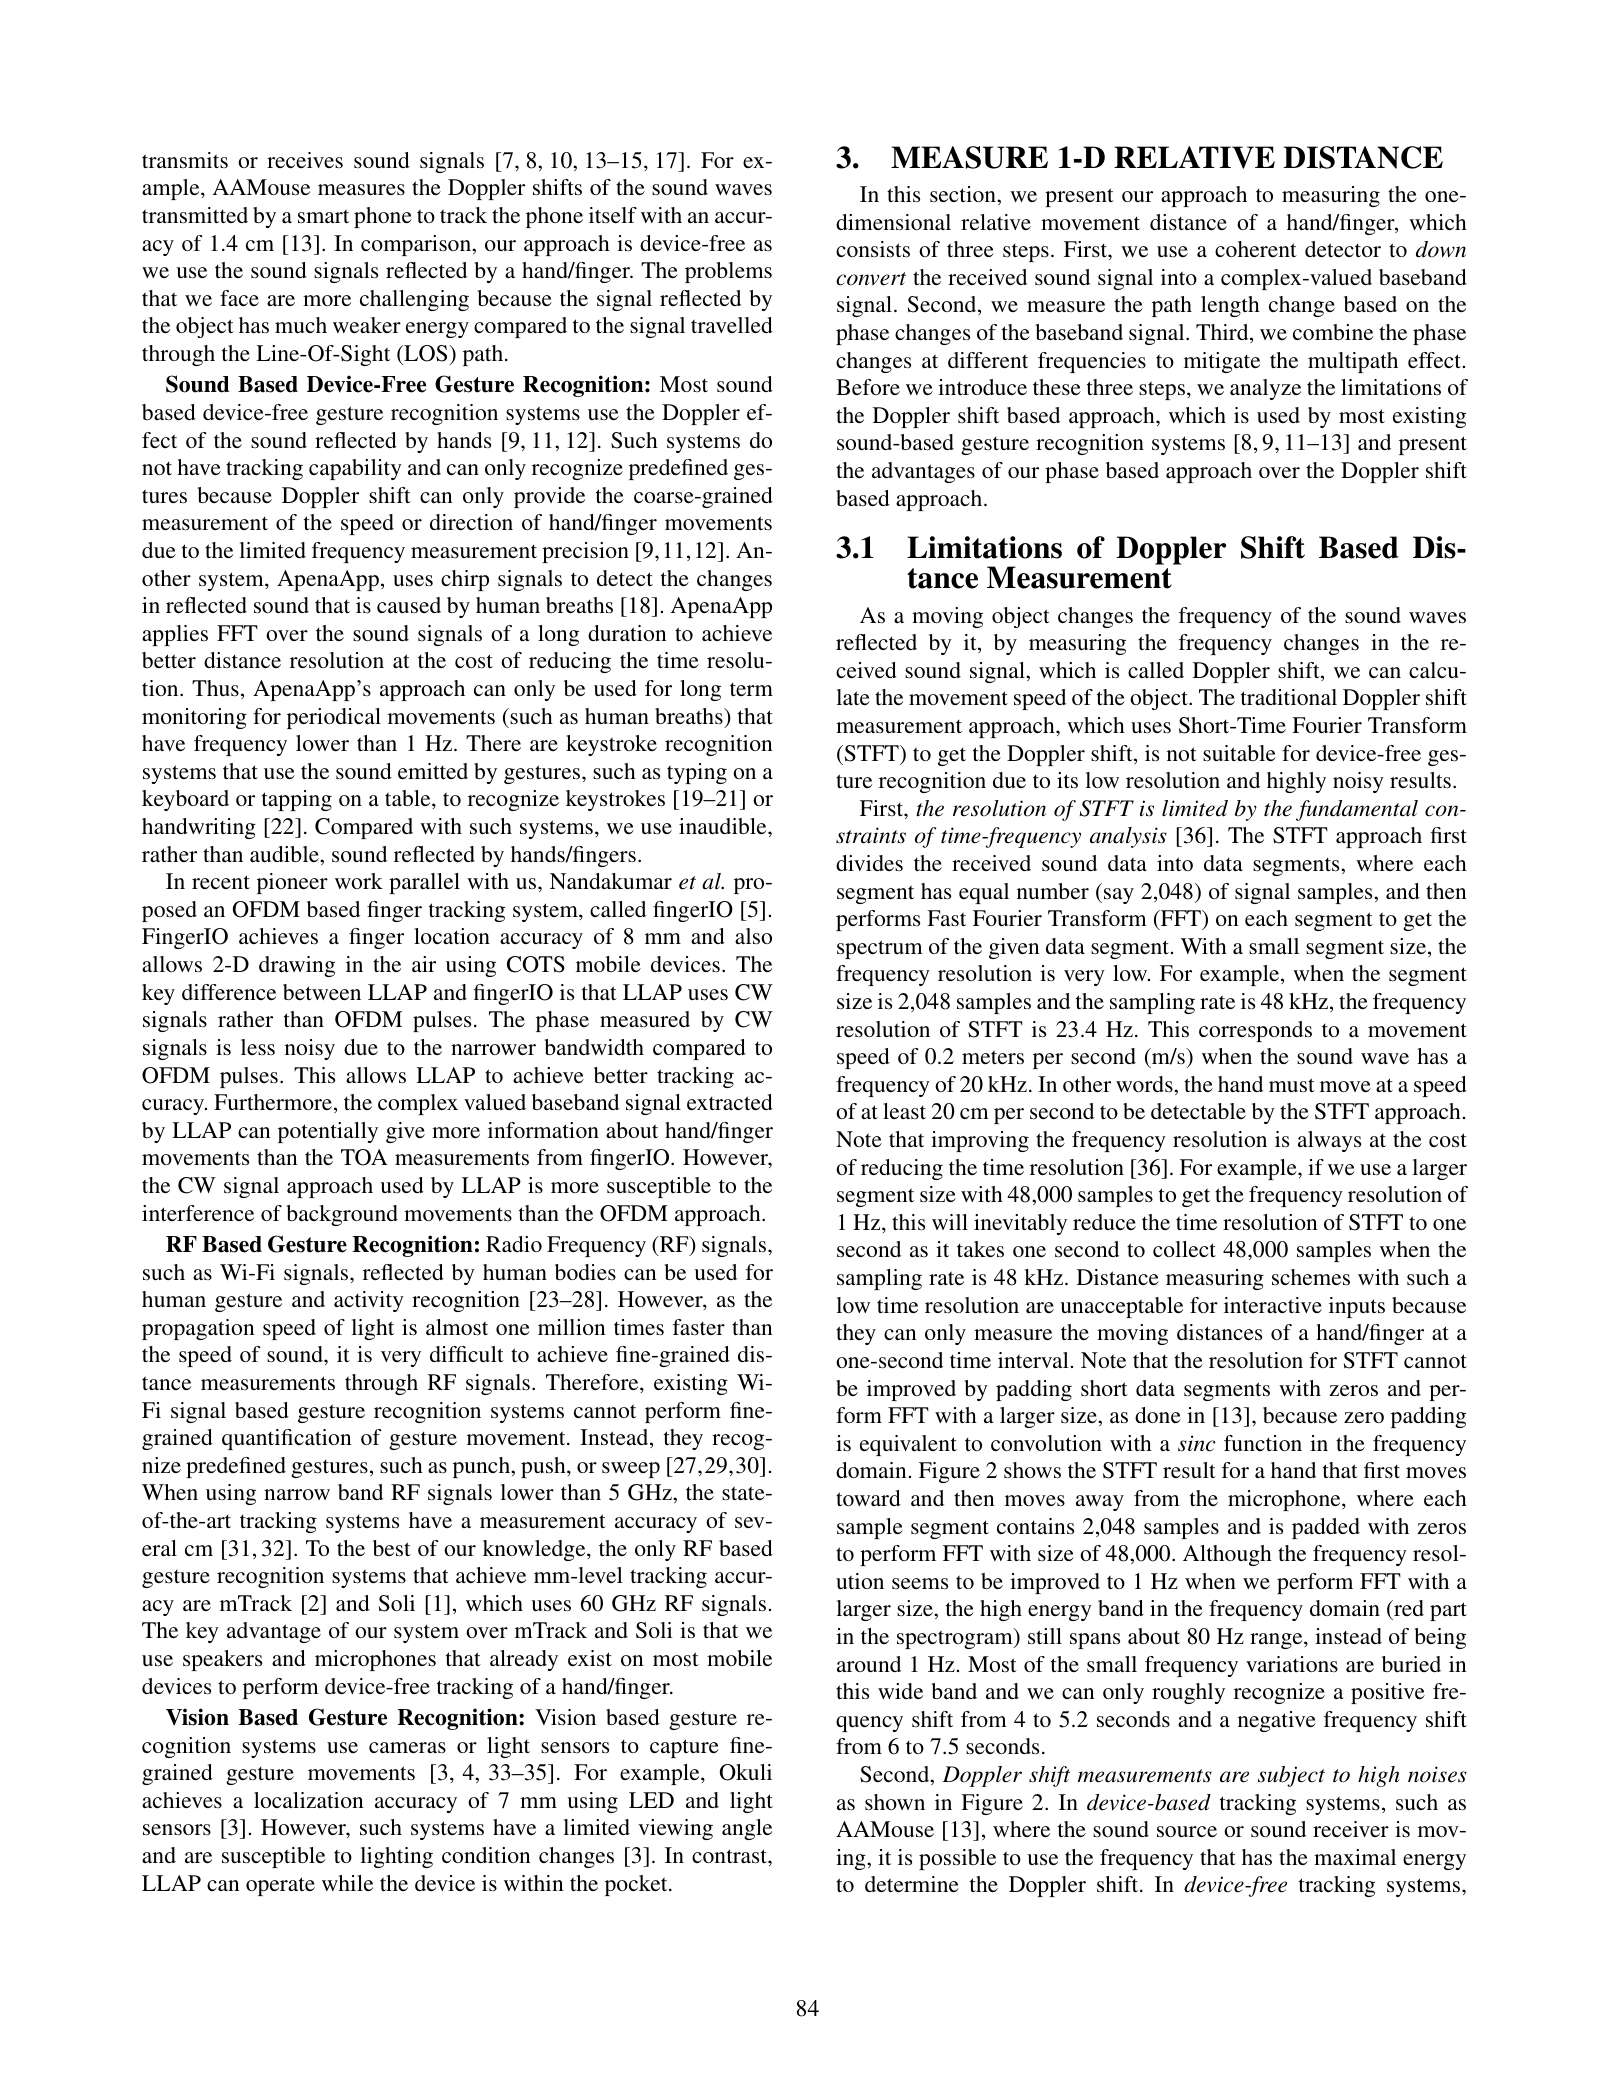 transmits or receives sound signals [7, 8, 10, 13–15, 17]. For ex-
ample, AAMouse measures the Doppler shifts of the sound waves
transmitted by a smart phone to track the phone itself with an accur-
acy of 1.4 cm [13]. In comparison, our approach is device-free as
we use the sound signals reflected by a hand/finger. The problems
that we face are more challenging because the signal reflected by
the object has much weaker energy compared to the signal travelled
through the Line-Of-Sight (LOS) path.
Sound Based Device-Free Gesture Recognition: Most sound
based device-free gesture recognition systems use the Doppler ef-
fect of the sound reflected by hands [9, 11, 12]. Such systems do
not have tracking capability and can only recognize predefined ges-
tures because Doppler shift can only provide the coarse-grained
measurement of the speed or direction of hand/finger movements
due to the limited frequency measurement precision [9,11,12]. An-
other system, ApenaApp, uses chirp signals to detect the changes
in reflected sound that is caused by human breaths [18]. ApenaApp
applies FFT over the sound signals of a long duration to achieve
better distance resolution at the cost of reducing the time resolu-
tion. Thus, ApenaApp's approach can only be used for long term
monitoring for periodical movements (such as human breaths) that
have frequency lower than 1 Hz. There are keystroke recognition
systems that use the sound emitted by gestures, such as typing on a
keyboard or tapping on a table, to recognize keystrokes [19–21] or
handwriting [22]. Compared with such systems, we use inaudible,
rather than audible, sound reflected by hands/fingers.
In recent pioneer work parallel with us, Nandakumar et al. pro-
posed an OFDM based finger tracking system, called fingerIO [5].
FingerIO achieves a finger location accuracy of 8 mm and also
allows 2-D drawing in the air using COTS mobile devices. The
key difference between LLAP and fingerIO is that LLAP uses CW
signals rather than OFDM pulses. The phase measured by CW
signals is less noisy due to the narrower bandwidth compared to
OFDM pulses. This allows LLAP to achieve better tracking ac-
curacy. Furthermore, the complex valued baseband signal extracted
by LLAP can potentially give more information about hand/finger
movements than the TOA measurements from fingerIO. However,
the CW signal approach used by LLAP is more susceptible to the
interference of background movements than the OFDM approach.
RF Based Gesture Recognition: Radio Frequency (RF) signals,
such as Wi-Fi signals, reflected by human bodies can be used for
human gesture and activity recognition [23–28]. However, as the
propagation speed of light is almost one million times faster than
the speed of sound, it is very difficult to achieve fine-grained dis-
tance measurements through RF signals. Therefore, existing Wi-
Fi signal based gesture recognition systems cannot perform fine-
grained quantification of gesture movement. Instead, they recog-
nize predefined gestures, such as punch, push, or sweep [27,29,30].
When using narrow band RF signals lower than 5 GHz, the state-
of-the-art tracking systems have a measurement accuracy of sev-
eral cm [31,32]. To the best of our knowledge, the only RF based
gesture recognition systems that achieve mm-level tracking accur-
acy are mTrack [2] and Soli [1], which uses 60 GHz RF signals.
The key advantage of our system over mTrack and Soli is that we
use speakers and microphones that already exist on most mobile
devices to perform device-free tracking of a hand/finger.
Vision Based Gesture Recognition: Vision based gesture re-
cognition systems use cameras or light sensors to capture fine-
grained gesture movements [3, 4, 33–35]. For example, Okuli
achieves a localization accuracy of 7 mm using LED and light
sensors [3]. However, such systems have a limited viewing angle
and are susceptible to lighting condition changes [3]. In contrast,
LLAP can operate while the device is within the pocket.
3. MEASURE 1-D RELATIVE DISTANCE
In this section, we present our approach to measuring the one-
dimensional relative movement distance of a hand/finger, which
consists of three steps. First, we use a coherent detector to down
convert the received sound signal into a complex-valued baseband
signal. Second, we measure the path length change based on the
phase changes of the baseband signal. Third, we combine the phase
changes at different frequencies to mitigate the multipath effect.
Before we introduce these three steps, we analyze the limitations of
the Doppler shift based approach, which is used by most existing
sound-based gesture recognition systems [8,9,11–13] and present
the advantages of our phase based approach over the Doppler shift
based approach.
3.1 Limitations of Doppler Shift Based Dis-
tance Measurement
As a moving object changes the frequency of the sound waves
reflected by it, by measuring the frequency changes in the re-
ceived sound signal, which is called Doppler shift, we can calcu-
late the movement speed of the object. The traditional Doppler shift
measurement approach, which uses Short-Time Fourier Transform
(STFT) to get the Doppler shift, is not suitable for device-free ges-
ture recognition due to its low resolution and highly noisy results.
First, the resolution of STFT is limited by the fundamental con-
straints of time-frequency analysis [36]. The STFT approach first
divides the received sound data into data segments, where each
segment has equal number (say 2,048) of signal samples, and then
performs Fast Fourier Transform (FFT) on each segment to get the
spectrum of the given data segment. With a small segment size, the
frequency resolution is very low. For example, when the segment
size is 2,048 samples and the sampling rate is 48 kHz, the frequency
resolution of STFT is 23.4 Hz. This corresponds to a movement
speed of 0.2 meters per second (m/s) when the sound wave has a
frequency of 20 kHz. In other words, the hand must move at a speed
of at least 20 cm per second to be detectable by the STFT approach.
Note that improving the frequency resolution is always at the cost
of reducing the time resolution [36]. For example, if we use a larger
segment size with 48,000 samples to get the frequency resolution of
1 Hz, this will inevitably reduce the time resolution of STFT to one
second as it takes one second to collect 48,000 samples when the
sampling rate is 48 kHz. Distance measuring schemes with such a
low time resolution are unacceptable for interactive inputs because
they can only measure the moving distances of a hand/finger at a
one-second time interval. Note that the resolution for STFT cannot
be improved by padding short data segments with zeros and per-
form FFT with a larger size, as done in [13], because zero padding
is equivalent to convolution with a sinc function in the frequency
domain. Figure 2 shows the STFT result for a hand that first moves
toward and then moves away from the microphone, where each
sample segment contains 2,048 samples and is padded with zeros
to perform FFT with size of 48,000. Although the frequency resol-
ution seems to be improved to 1 Hz when we perform FFT with a
larger size, the high energy band in the frequency domain (red part
in the spectrogram) still spans about 80 Hz range, instead of being
around 1 Hz. Most of the small frequency variations are buried in
this wide band and we can only roughly recognize a positive fre-
quency shift from 4 to 5.2 seconds and a negative frequency shift
from 6 to 7.5 seconds.
Second, Doppler shift measurements are subject to high noises
as shown in Figure 2. In device-based tracking systems, such as
AAMouse [13], where the sound source or sound receiver is mov-
ing, it is possible to use the frequency that has the maximal energy
to determine the Doppler shift. In device-free tracking systems,
84